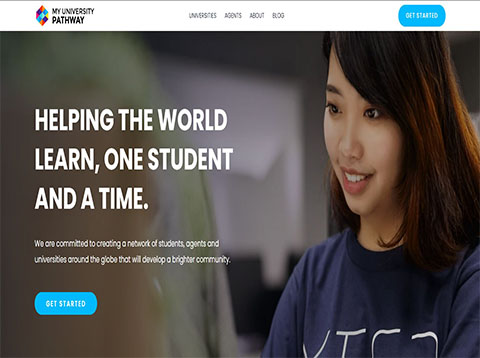 MY UNIVERSITY
PATHWAY
UNIVERSITIES AGENTS ABOUT BLOG
GET STARTED
HELPING THE WORLD
LEARN, ONE STUDENT
AND A TIME.
We are committed to creating a network of students, agents and
universities around the globe that will develop a brighter community.
GET STARTED